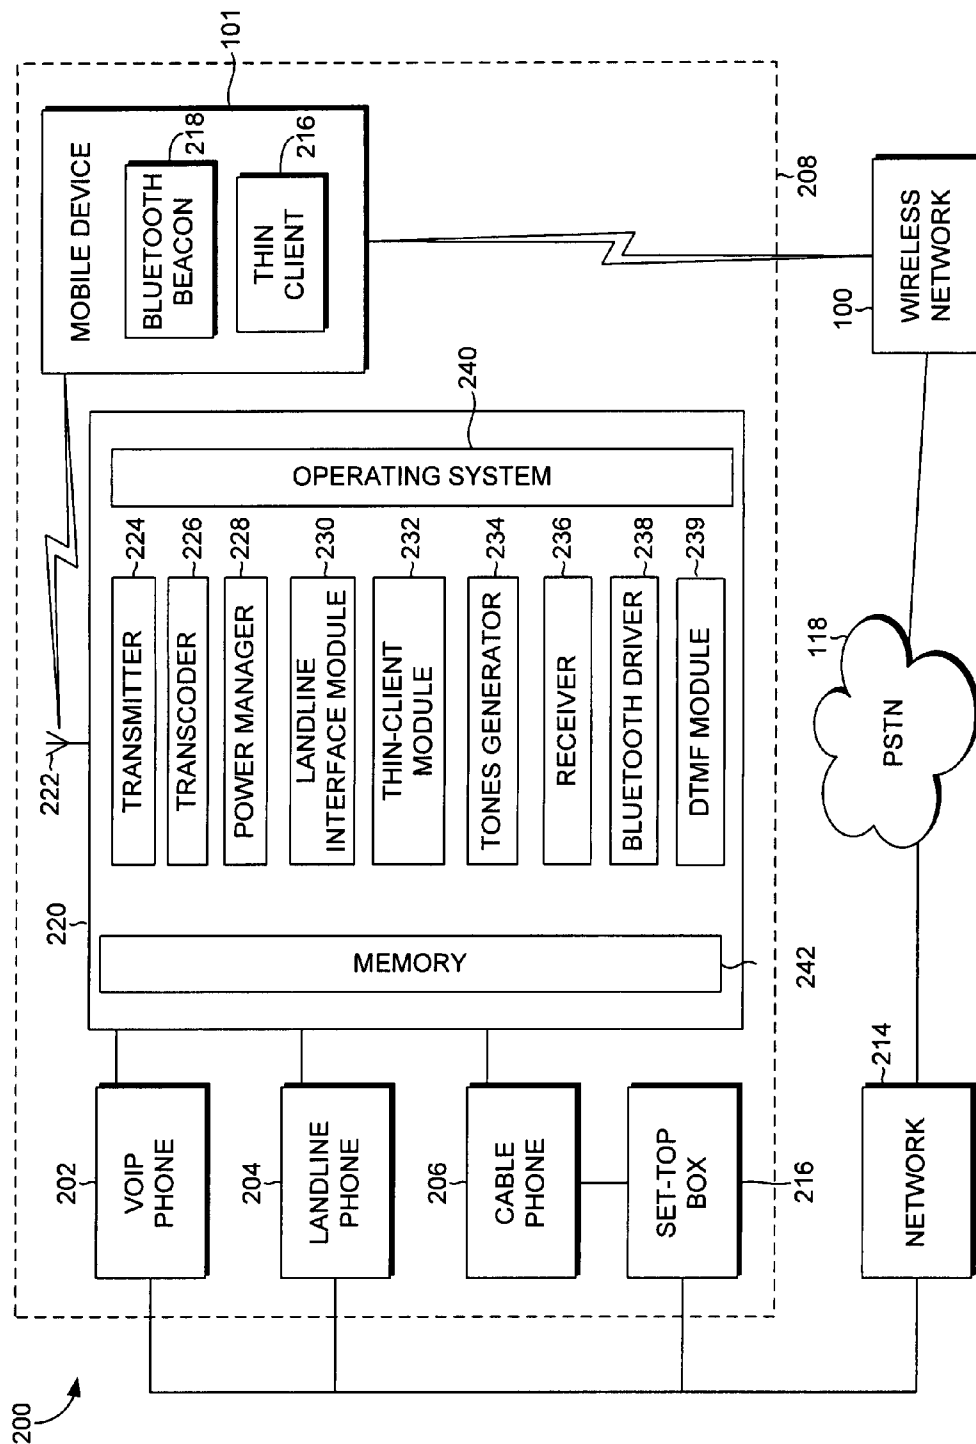 200
202
VOIP
PHONE
204
LANDLINE
PHONE
206
CABLE
PHONE
SET-TOP
BOX
216
220
222
MEMORY
242
TRANSMITTER
224
TRANSCODER
226
POWER MANAGER
228
LANDLINE
INTERFACE MODULE
230
THIN-CLIENT
MODULE
232
TONES GENERATOR
234
RECEIVER
236
BLUETOOTH DRIVER
238
DTMF MODULE
239
OPERATING SYSTEM
240
MOBILE DEVICE
101
BLUETOOTH
BEACON
218
THIN
CLIENT
216
208
NETWORK
214
PSTN
118
WIRELESS
NETWORK
100